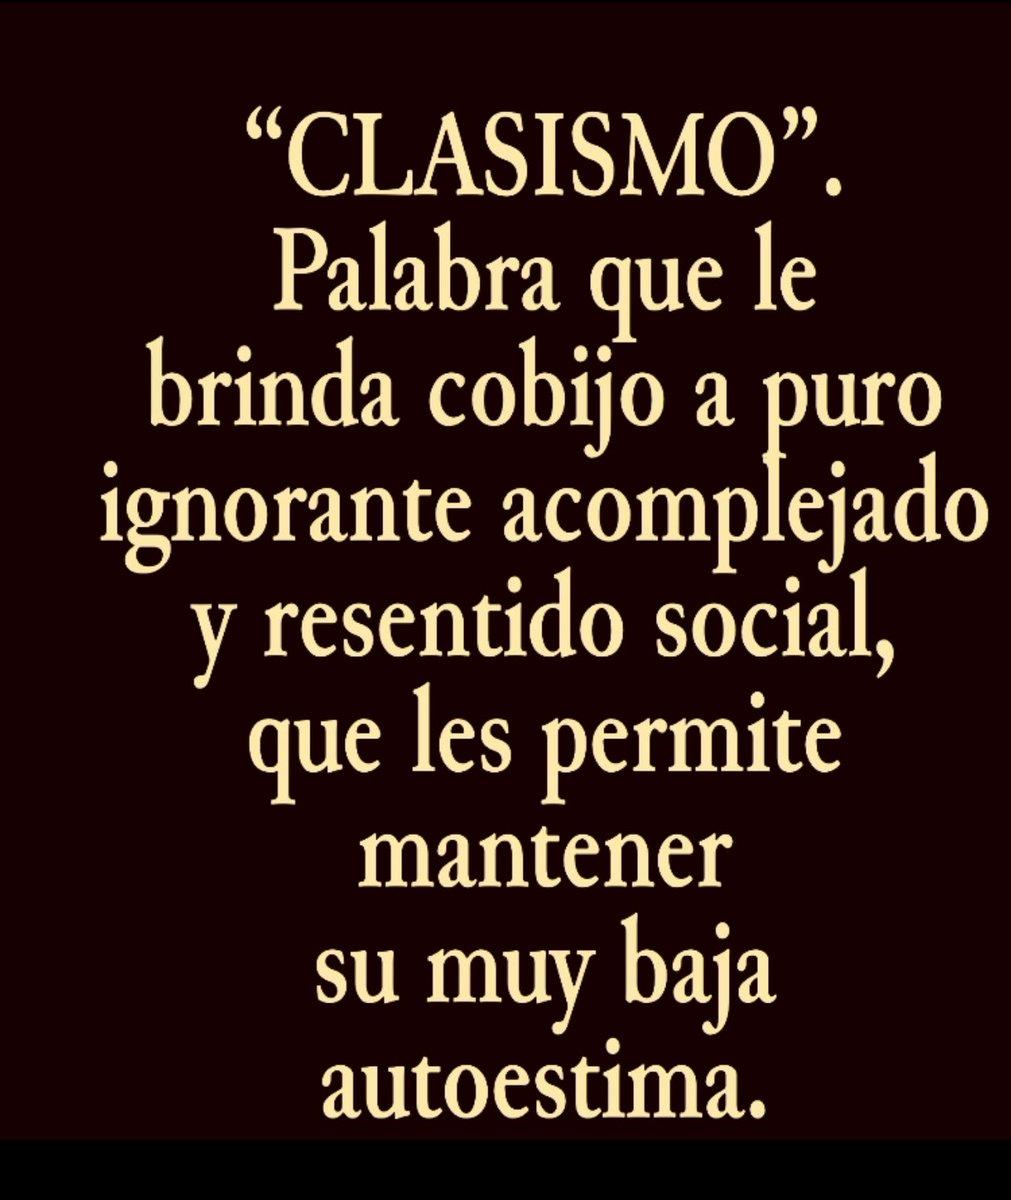 “CLASISMO”.
Palabra que le
brinda cobijo a puro
ignorante acomplejado
y resentido social,
que les permite
mantener
su muy baja
autoestima.